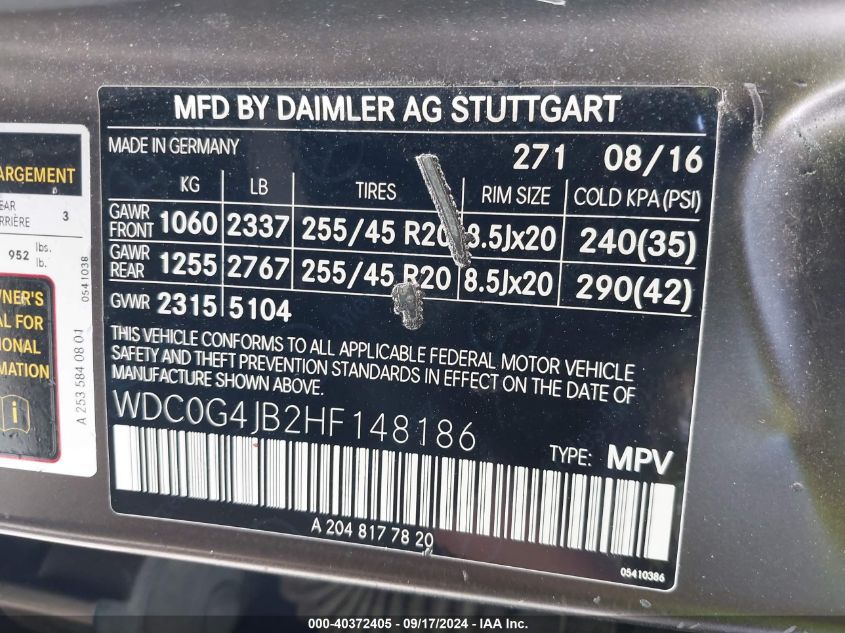 MFD BY DAIMLER AG STUTTGART
MADE IN GERMANY 271 08/16
KG LB TIRES RIM SIZE COLD KPA (PSI)
GAWR FRONT 1060 2337 255/45 R20 8.5Jx20 240(35)
GAWR REAR 1255 2767 255/45 R20 8.5Jx20 290(42)
GVWR 2315 5104
THIS VEHICLE CONFORMS TO ALL APPLICABLE FEDERAL MOTOR VEHICLE
SAFETY AND THEFT PREVENTION STANDARDS IN EFFECT ON THE DATE OF
MANUFACTURE SHOWN ABOVE.
WDC0G4JB2HF148186
TYPE: MPV
A 204 817 78 20
05410386
ARGEMENT
EAR
RRIÈRE 3
952 lbs.
lb.
0541038
WNER'S
AL FOR
IONAL
MATION
A 253 584 08 01
000-40372405 - 09/17/2024 - IAA Inc.